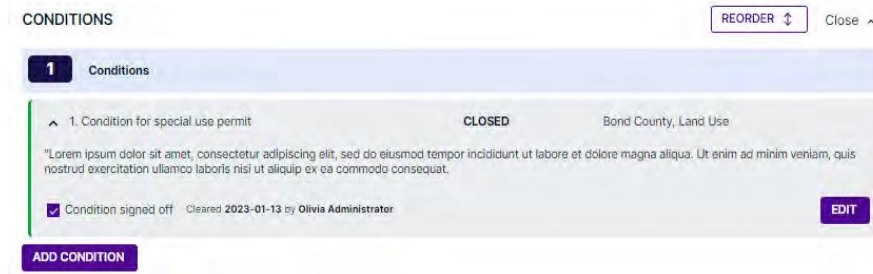 CONDITIONS REORDER Close
1 Conditions
1. Condition for special use permit CLOSED Bond County, Land Use
"Lorem ipsum dolor sit amet, consectetur adipiscing elit, sed do eiusmod tempor incididunt ut labore et dolore magna aliqua. Ut enim ad minim veniam, quis
nostrud exercitation ullamco laboris nisi ut aliquip ex ea commodo consequat.
Condition signed off Cleared 2023-01-13 by Olivia Administrator EDIT
ADD CONDITION